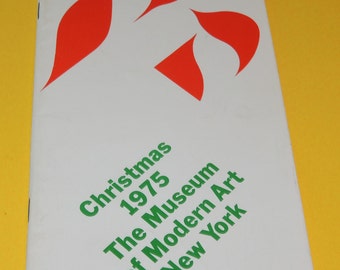 Christmas
1975
The Museum
of Modern Art
New York